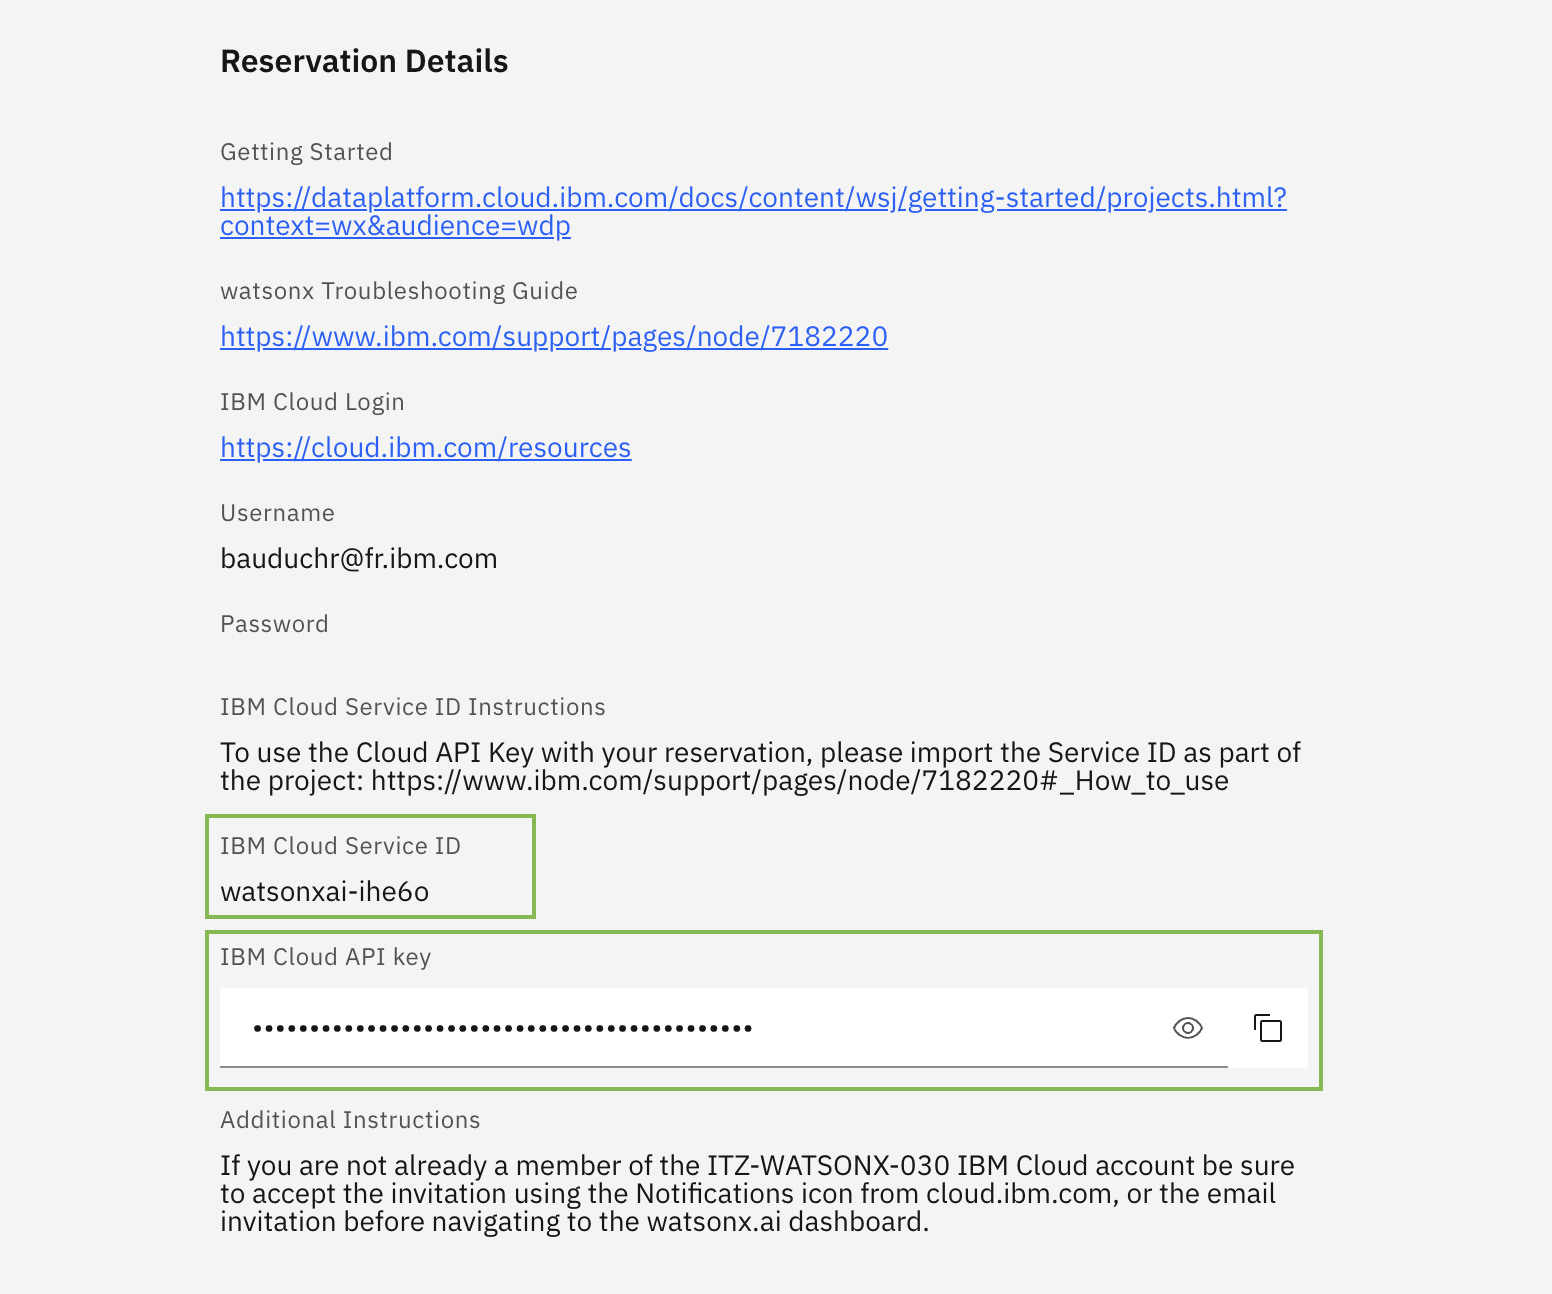 Reservation Details
Getting Started
https://dataplatform.cloud.ibm.com/docs/content/wsj/getting-started/projects.html?
context=wx&audience=wdp
watsonx Troubleshooting Guide
https://www.ibm.com/support/pages/node/7182220
IBM Cloud Login
https://cloud.ibm.com/resources
Username
bauduchr@fr.ibm.com
Password
IBM Cloud Service ID Instructions
To use the Cloud API Key with your reservation, please import the Service ID as part of
the project: https://www.ibm.com/support/pages/node/7182220#_How_to_use
IBM Cloud Service ID
watsonxai-ihe6o
IBM Cloud API key
••••••••••••••••••••••••••••••••••••••••••••
Additional Instructions
If you are not already a member of the ITZ-WATSONX-030 IBM Cloud account be sure
to accept the invitation using the Notifications icon from cloud.ibm.com, or the email
invitation before navigating to the watsonx.ai dashboard.